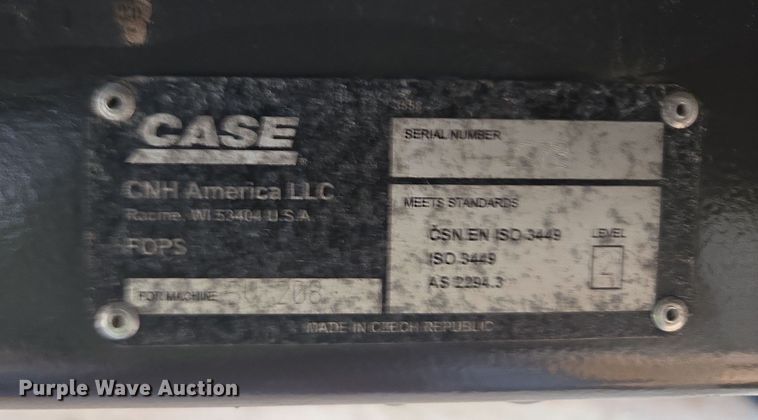 CASE
CNH America LLC
Racine, WI 53404 U.S.A
FOPS
FOR MACHINE
SERIAL NUMBER
MEETS STANDARDS
ČSN EN ISO 3449
ISO 3449
AS 2294.3
LEVEL
MADE IN CZECH REPUBLIC
Purple Wave Auction